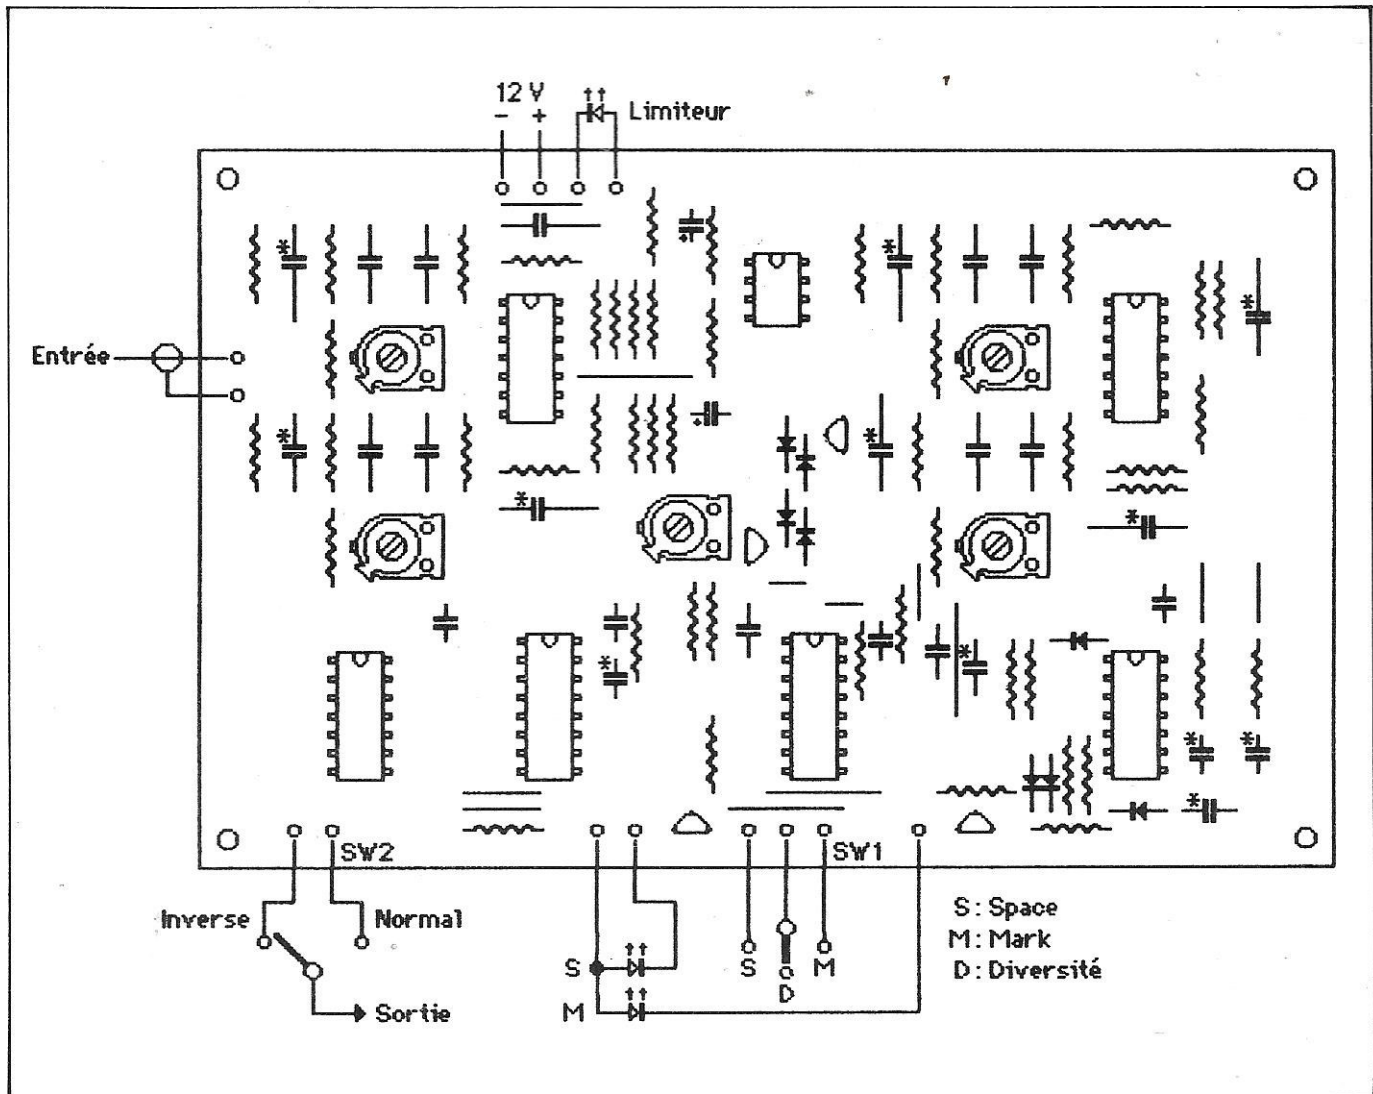 12 V
- +
Limiteur
*
*
*
*
Entrée
*
*
*
*
*
*
*
*
*
*
SW2
SW1
Inverse
Normal
S
D
M
S
M
Sortie
S : Space
M : Mark
D : Diversité